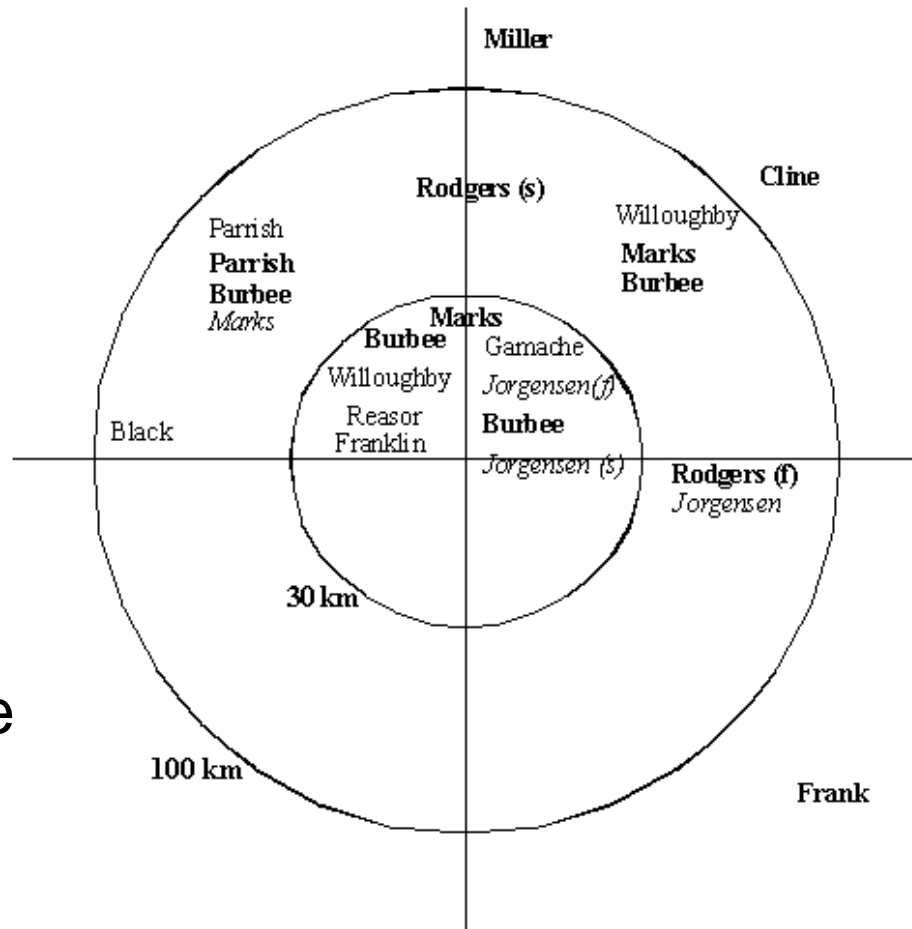 Miller
Cline
Rodgers (s)
Willoughby
Parrish
Marks
Parrish
Burbee
Burbee
Marks
Marks
Burbee
Gamache
Willoughby
Jorgensen(f)
Reasor
Burbee
Black
Franklin
Jorgensen (s)
Rodgers (f)
Jorgensen
30 km
e
100 km
Frank